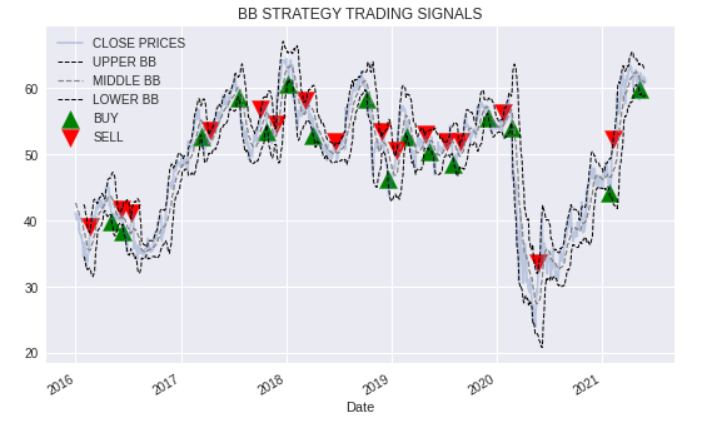 BB STRATEGY TRADING SIGNALS
CLOSE PRICES
UPPER BB
MIDDLE BB
LOWER BB
BUY
SELL
60
50
40
30
20
2016 2017 2018 2019 2020 2021
Date